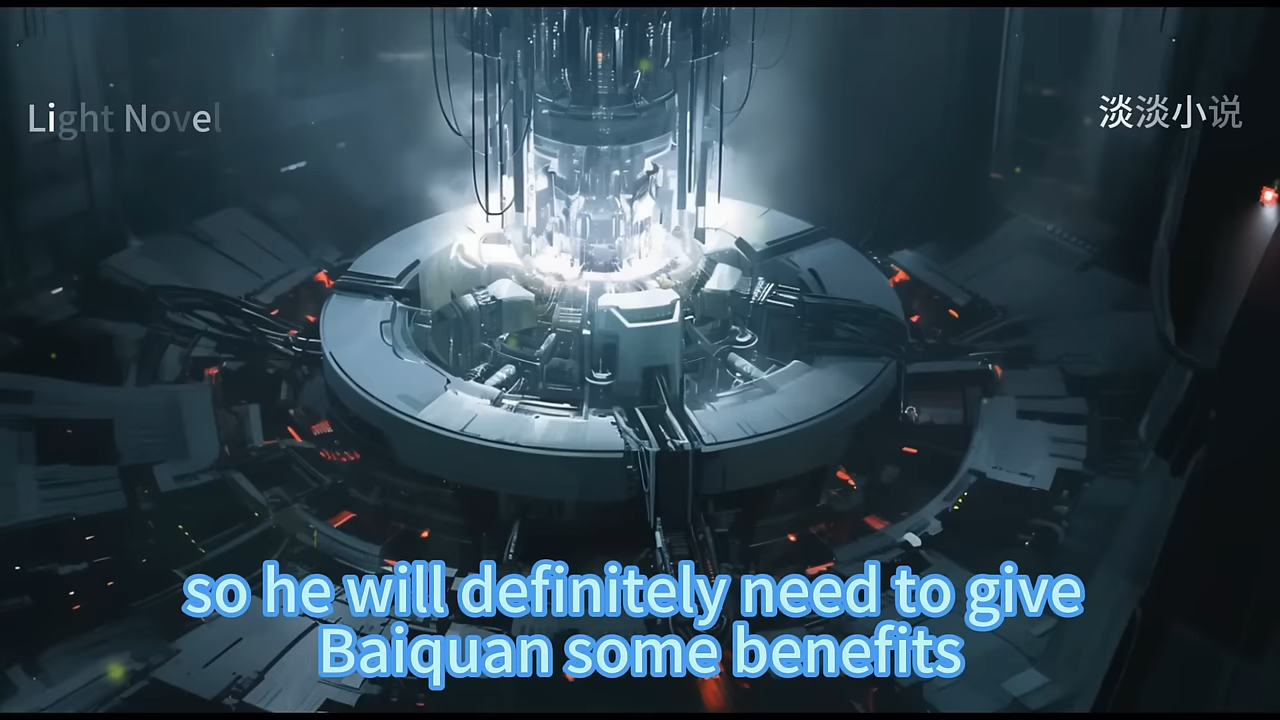 Light Novel
淡淡小说
so he will definitely need to give
Baiquan some benefits